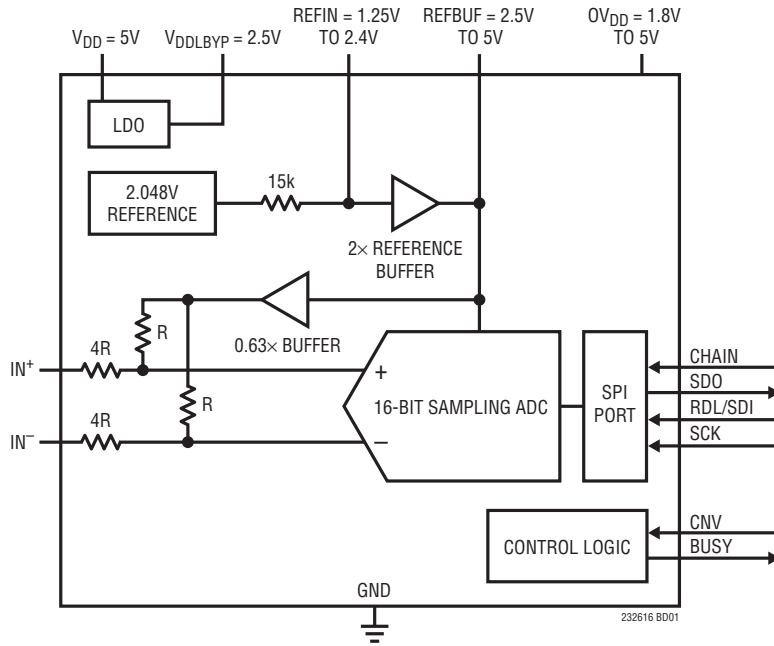 V_DD = 5V
V_DDLBYP = 2.5V
REFIN = 1.25V
TO 2.4V
REFBUF = 2.5V
TO 5V
OV_DD = 1.8V
TO 5V
LDO
2.048V
REFERENCE
15k
2× REFERENCE
BUFFER
R
0.63× BUFFER
IN⁺
4R
+
16-BIT SAMPLING ADC
R
IN⁻
4R
–
SPI
PORT
CHAIN
SDO
RDL/SDI
SCK
CONTROL LOGIC
CNV
BUSY
GND
232616 BD01